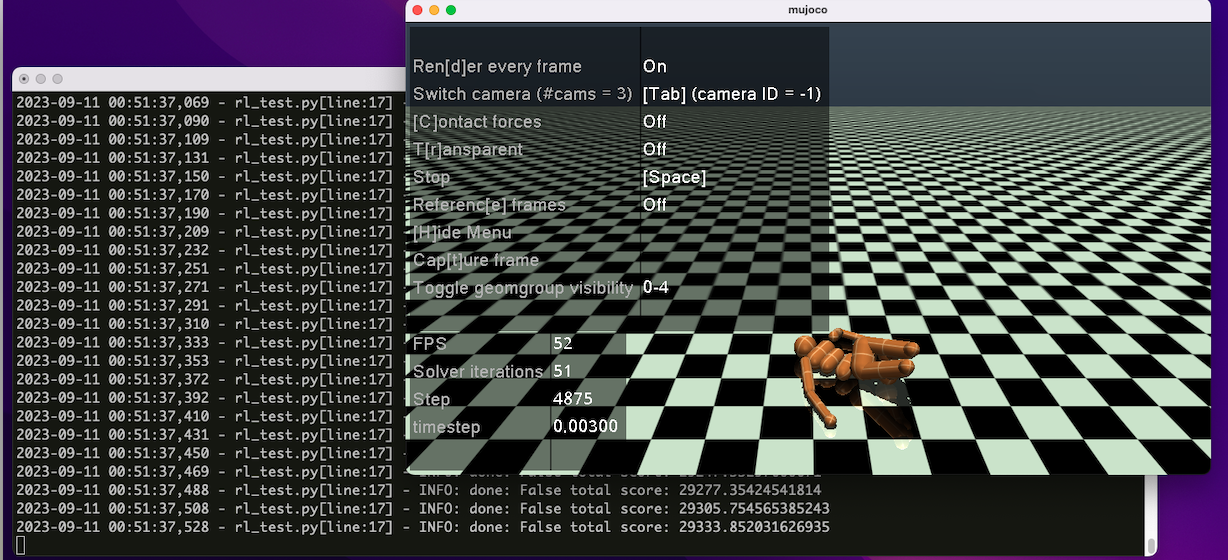 mujoco
Ren[d]er every frame On
Switch camera (#cams = 3) [Tab] (camera ID = -1)
[C]ontact forces Off
T[r]ansparent Off
Stop [Space]
Referenc[e] frames Off
[H]ide Menu
Cap[t]ure frame
Toggle geomgroup visibility 0-4
FPS 52
Solver iterations 51
Step 4875
timestep 0.00300
2023-09-11 00:51:37,069 - rl_test.py[line:17] -
2023-09-11 00:51:37,090 - rl_test.py[line:17] -
2023-09-11 00:51:37,109 - rl_test.py[line:17] -
2023-09-11 00:51:37,131 - rl_test.py[line:17] -
2023-09-11 00:51:37,150 - rl_test.py[line:17] -
2023-09-11 00:51:37,170 - rl_test.py[line:17] -
2023-09-11 00:51:37,190 - rl_test.py[line:17] -
2023-09-11 00:51:37,209 - rl_test.py[line:17] -
2023-09-11 00:51:37,232 - rl_test.py[line:17] -
2023-09-11 00:51:37,251 - rl_test.py[line:17] -
2023-09-11 00:51:37,271 - rl_test.py[line:17] -
2023-09-11 00:51:37,291 - rl_test.py[line:17] -
2023-09-11 00:51:37,310 - rl_test.py[line:17] -
2023-09-11 00:51:37,333 - rl_test.py[line:17] -
2023-09-11 00:51:37,353 - rl_test.py[line:17] -
2023-09-11 00:51:37,372 - rl_test.py[line:17] -
2023-09-11 00:51:37,392 - rl_test.py[line:17] -
2023-09-11 00:51:37,410 - rl_test.py[line:17] -
2023-09-11 00:51:37,431 - rl_test.py[line:17] -
2023-09-11 00:51:37,450 - rl_test.py[line:17] -
2023-09-11 00:51:37,469 - rl_test.py[line:17] -
2023-09-11 00:51:37,488 - rl_test.py[line:17] - INFO: done: False total score: 29277.35424541814
2023-09-11 00:51:37,508 - rl_test.py[line:17] - INFO: done: False total score: 29305.754565385243
2023-09-11 00:51:37,528 - rl_test.py[line:17] - INFO: done: False total score: 29333.852031626935